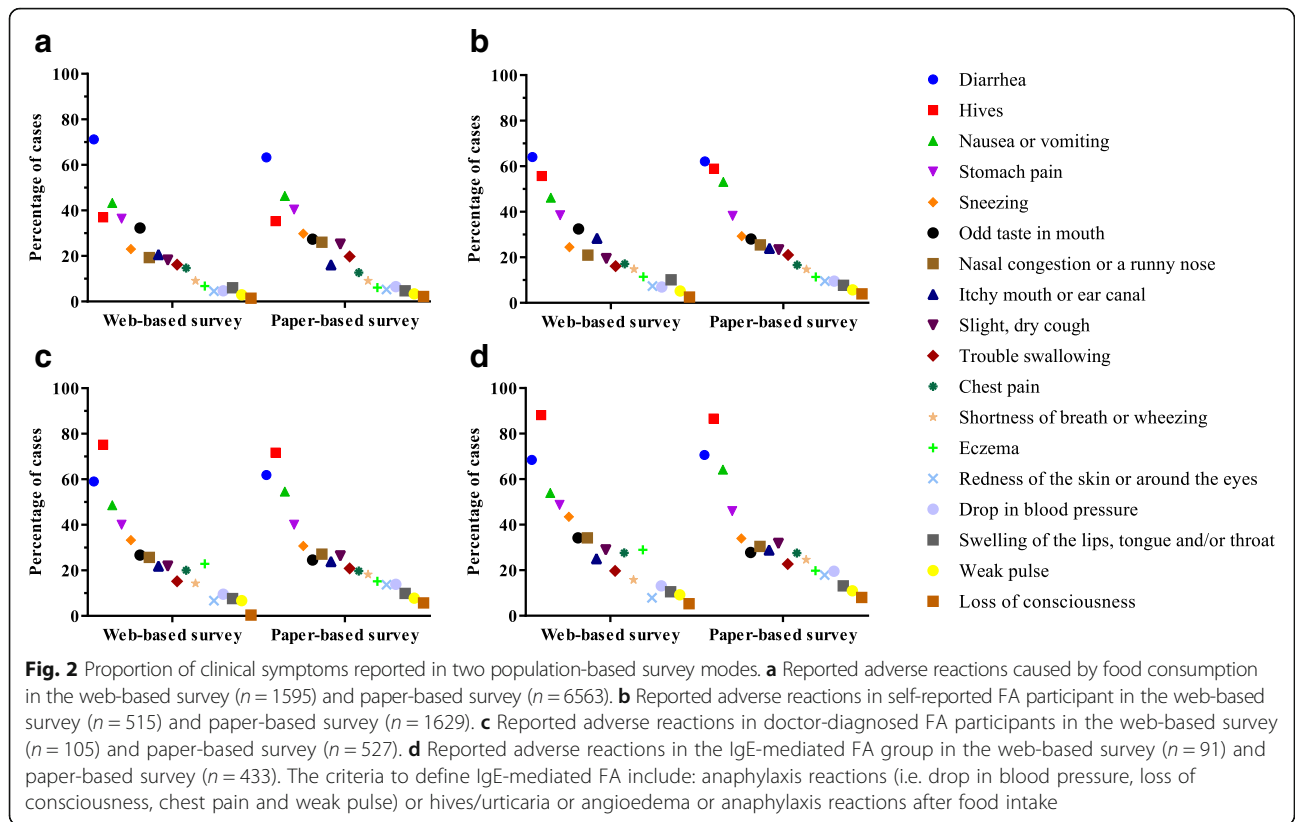 a
100
80
60
40
20
0
Percentage of cases
Web-based survey
Paper-based survey
b
100
80
60
40
20
0
Percentage of cases
Web-based survey
Paper-based survey
Diarrhea
Hives
Nausea or vomiting
Stomach pain
Sneezing
Odd taste in mouth
Nasal congestion or a runny nose
Itchy mouth or ear canal
Slight, dry cough
Trouble swallowing
Chest pain
Shortness of breath or wheezing
Eczema
Redness of the skin or around the eyes
Drop in blood pressure
Swelling of the lips, tongue and/or throat
Weak pulse
Loss of consciousness
c
100
80
60
40
20
0
Percentage of cases
Web-based survey
Paper-based survey
d
100
80
60
40
20
0
Percentage of cases
Web-based survey
Paper-based survey
Fig. 2 Proportion of clinical symptoms reported in two population-based survey modes. a Reported adverse reactions caused by food consumption
in the web-based survey (n = 1595) and paper-based survey (n = 6563). b Reported adverse reactions in self-reported FA participant in the web-based
survey (n = 515) and paper-based survey (n = 1629). c Reported adverse reactions in doctor-diagnosed FA participants in the web-based survey
(n = 105) and paper-based survey (n = 527). d Reported adverse reactions in the IgE-mediated FA group in the web-based survey (n = 91) and
paper-based survey (n = 433). The criteria to define IgE-mediated FA include: anaphylaxis reactions (i.e. drop in blood pressure, loss of
consciousness, chest pain and weak pulse) or hives/urticaria or angioedema or anaphylaxis reactions after food intake